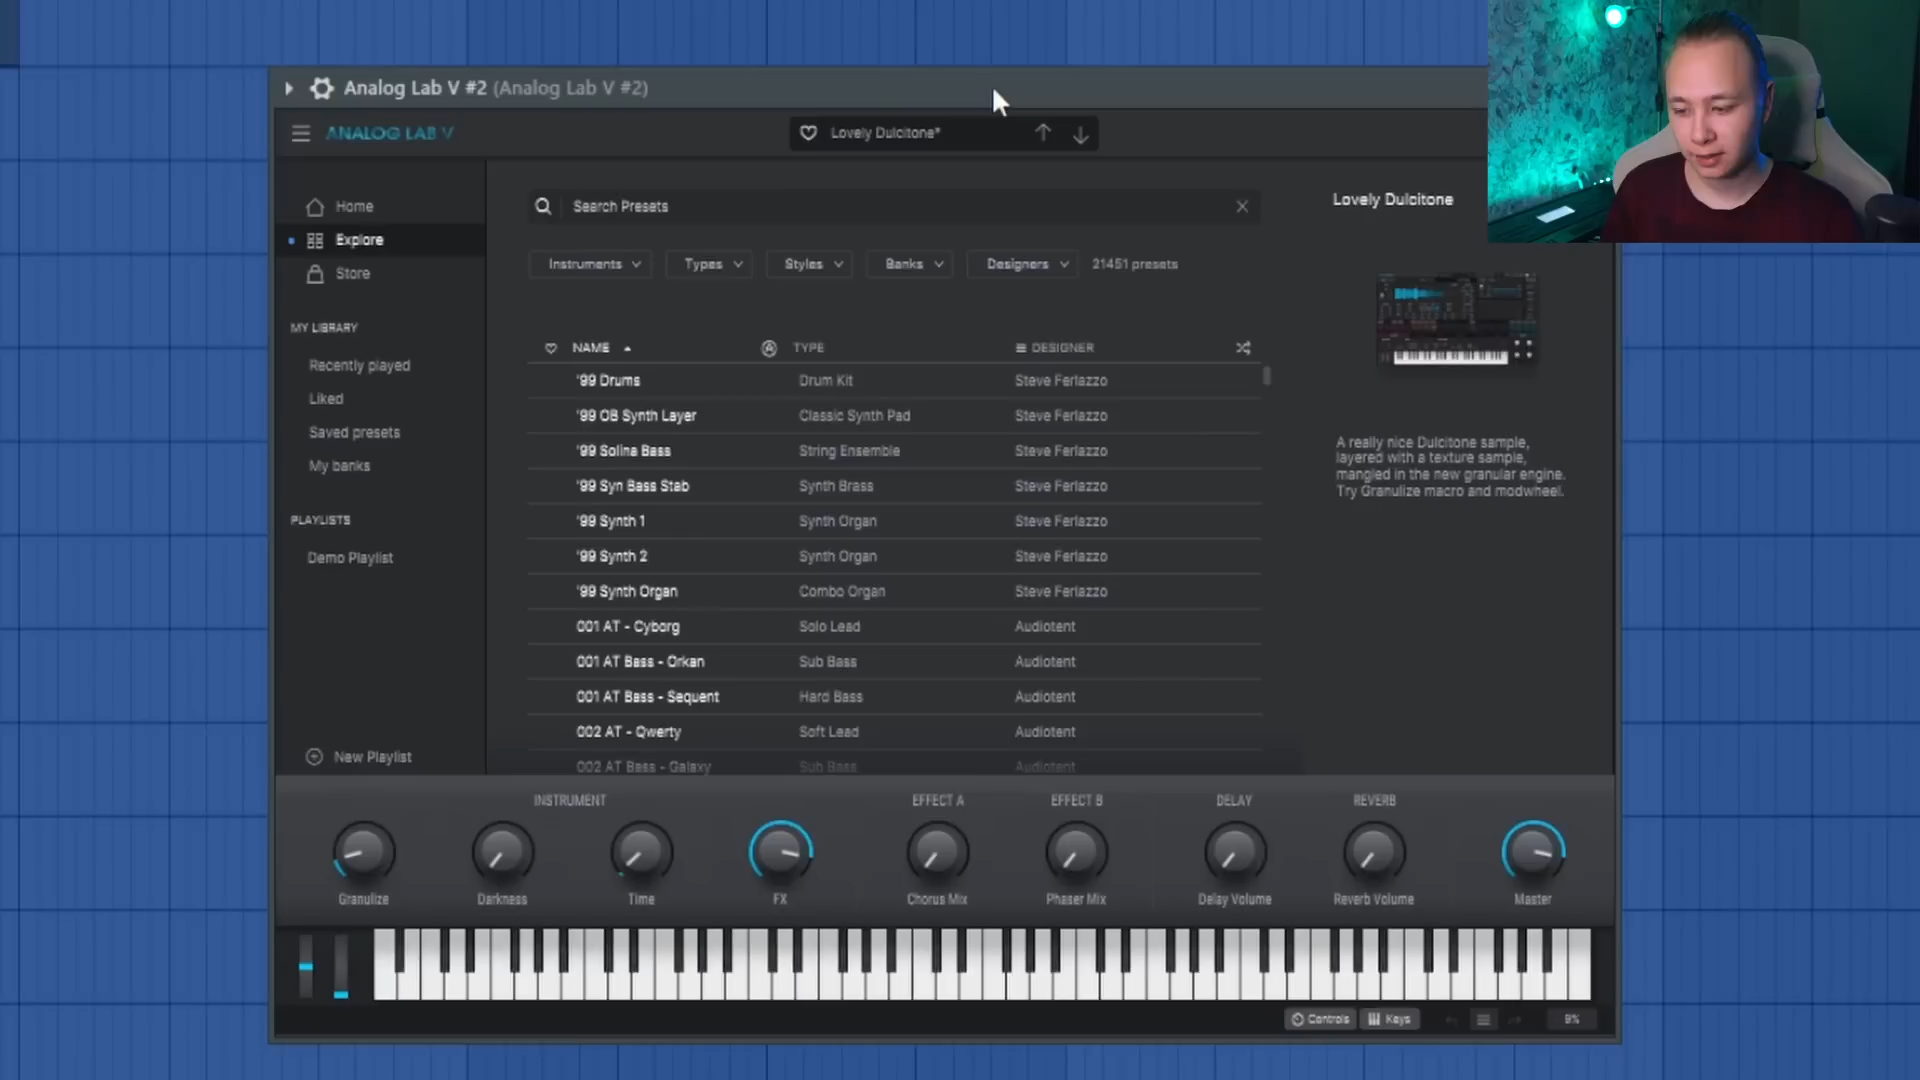 Analog Lab V #2 (Analog Lab V #2)
ANALOG LAB V
Lovely Dulcitone*
Home
Explore
Store
MY LIBRARY
Recently played
Liked
Saved presets
My banks
PLAYLISTS
Demo Playlist
New Playlist
Search Presets
Instruments Types Styles Banks Designers 21451 presets
NAME TYPE DESIGNER
'99 Drums Drum Kit Steve Ferlazzo
'99 OB Synth Layer Classic Synth Pad Steve Ferlazzo
'99 Solina Bass String Ensemble Steve Ferlazzo
'99 Syn Bass Stab Synth Brass Steve Ferlazzo
'99 Synth 1 Synth Organ Steve Ferlazzo
'99 Synth 2 Synth Organ Steve Ferlazzo
'99 Synth Organ Combo Organ Steve Ferlazzo
001 AT - Cyborg Solo Lead Audiotent
001 AT Bass - Orkan Sub Bass Audiotent
001 AT Bass - Sequent Hard Bass Audiotent
002 AT - Qwerty Soft Lead Audiotent
002 AT Bass - Galaxy Sub Bass Audiotent
Lovely Dulcitone
A really nice Dulcitone sample,
layered with a texture sample,
mangled in the new granular engine.
Try Granulize macro and modwheel.
INSTRUMENT EFFECT A EFFECT B DELAY REVERB
Granulize Darkness Time FX Chorus Mix Phaser Mix Delay Volume Reverb Volume Master
Controls Keys 9%